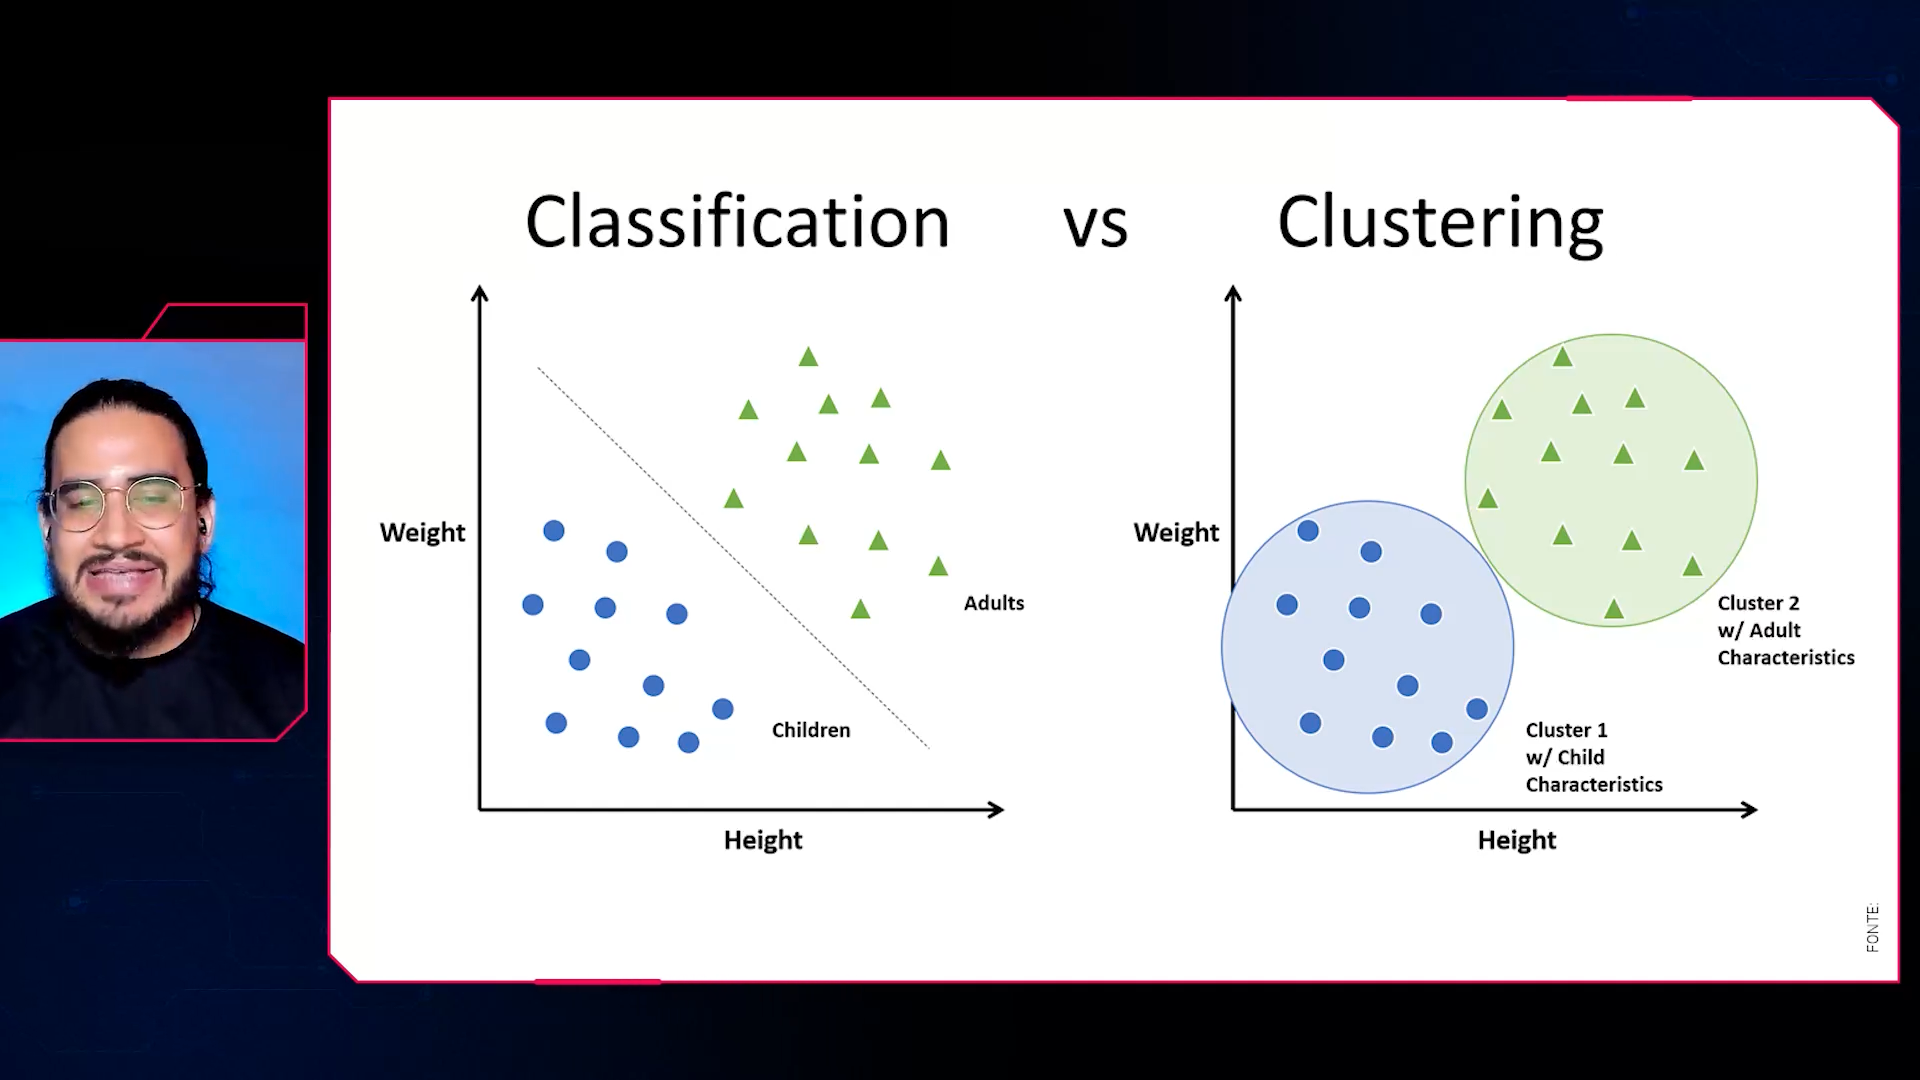 Classification vs Clustering
Weight
Adults
Children
Height
Weight
Cluster 2
w/ Adult
Characteristics
Cluster 1
w/ Child
Characteristics
Height
FONTE: